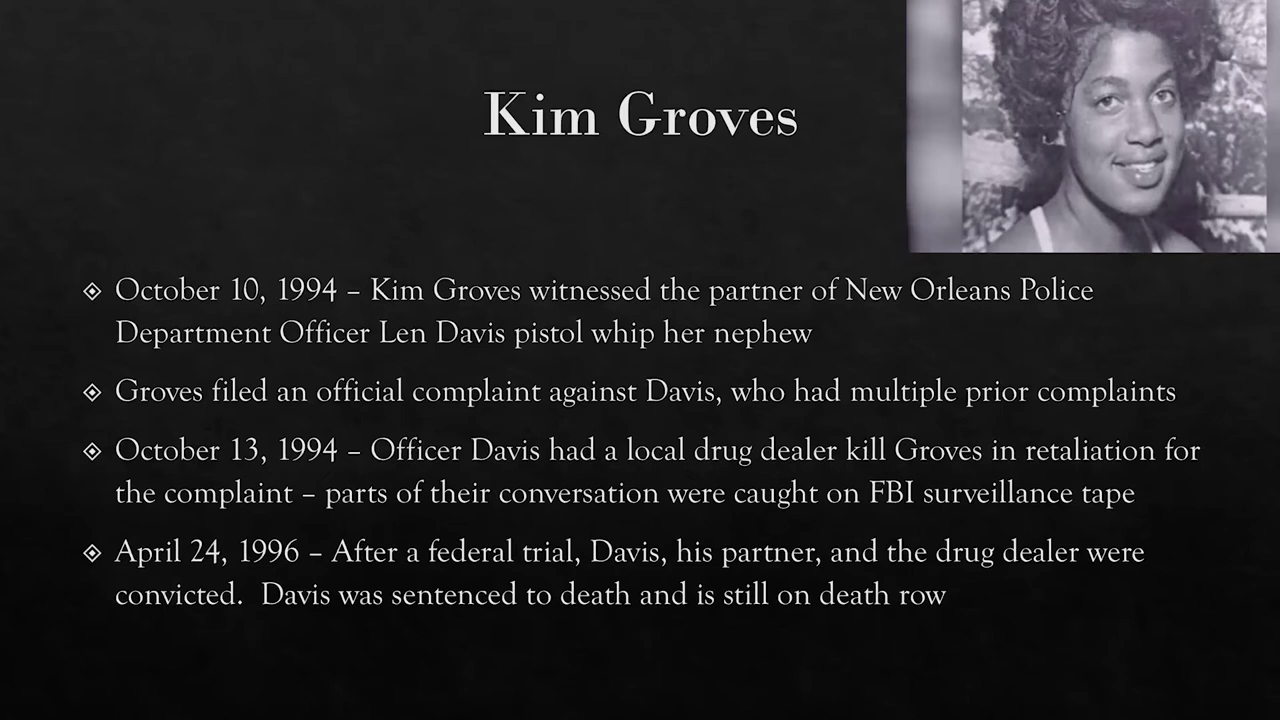 Kim Groves
October 10, 1994 – Kim Groves witnessed the partner of New Orleans Police
Department Officer Len Davis pistol whip her nephew
Groves filed an official complaint against Davis, who had multiple prior complaints
October 13, 1994 – Officer Davis had a local drug dealer kill Groves in retaliation for
the complaint – parts of their conversation were caught on FBI surveillance tape
April 24, 1996 – After a federal trial, Davis, his partner, and the drug dealer were
convicted.  Davis was sentenced to death and is still on death row